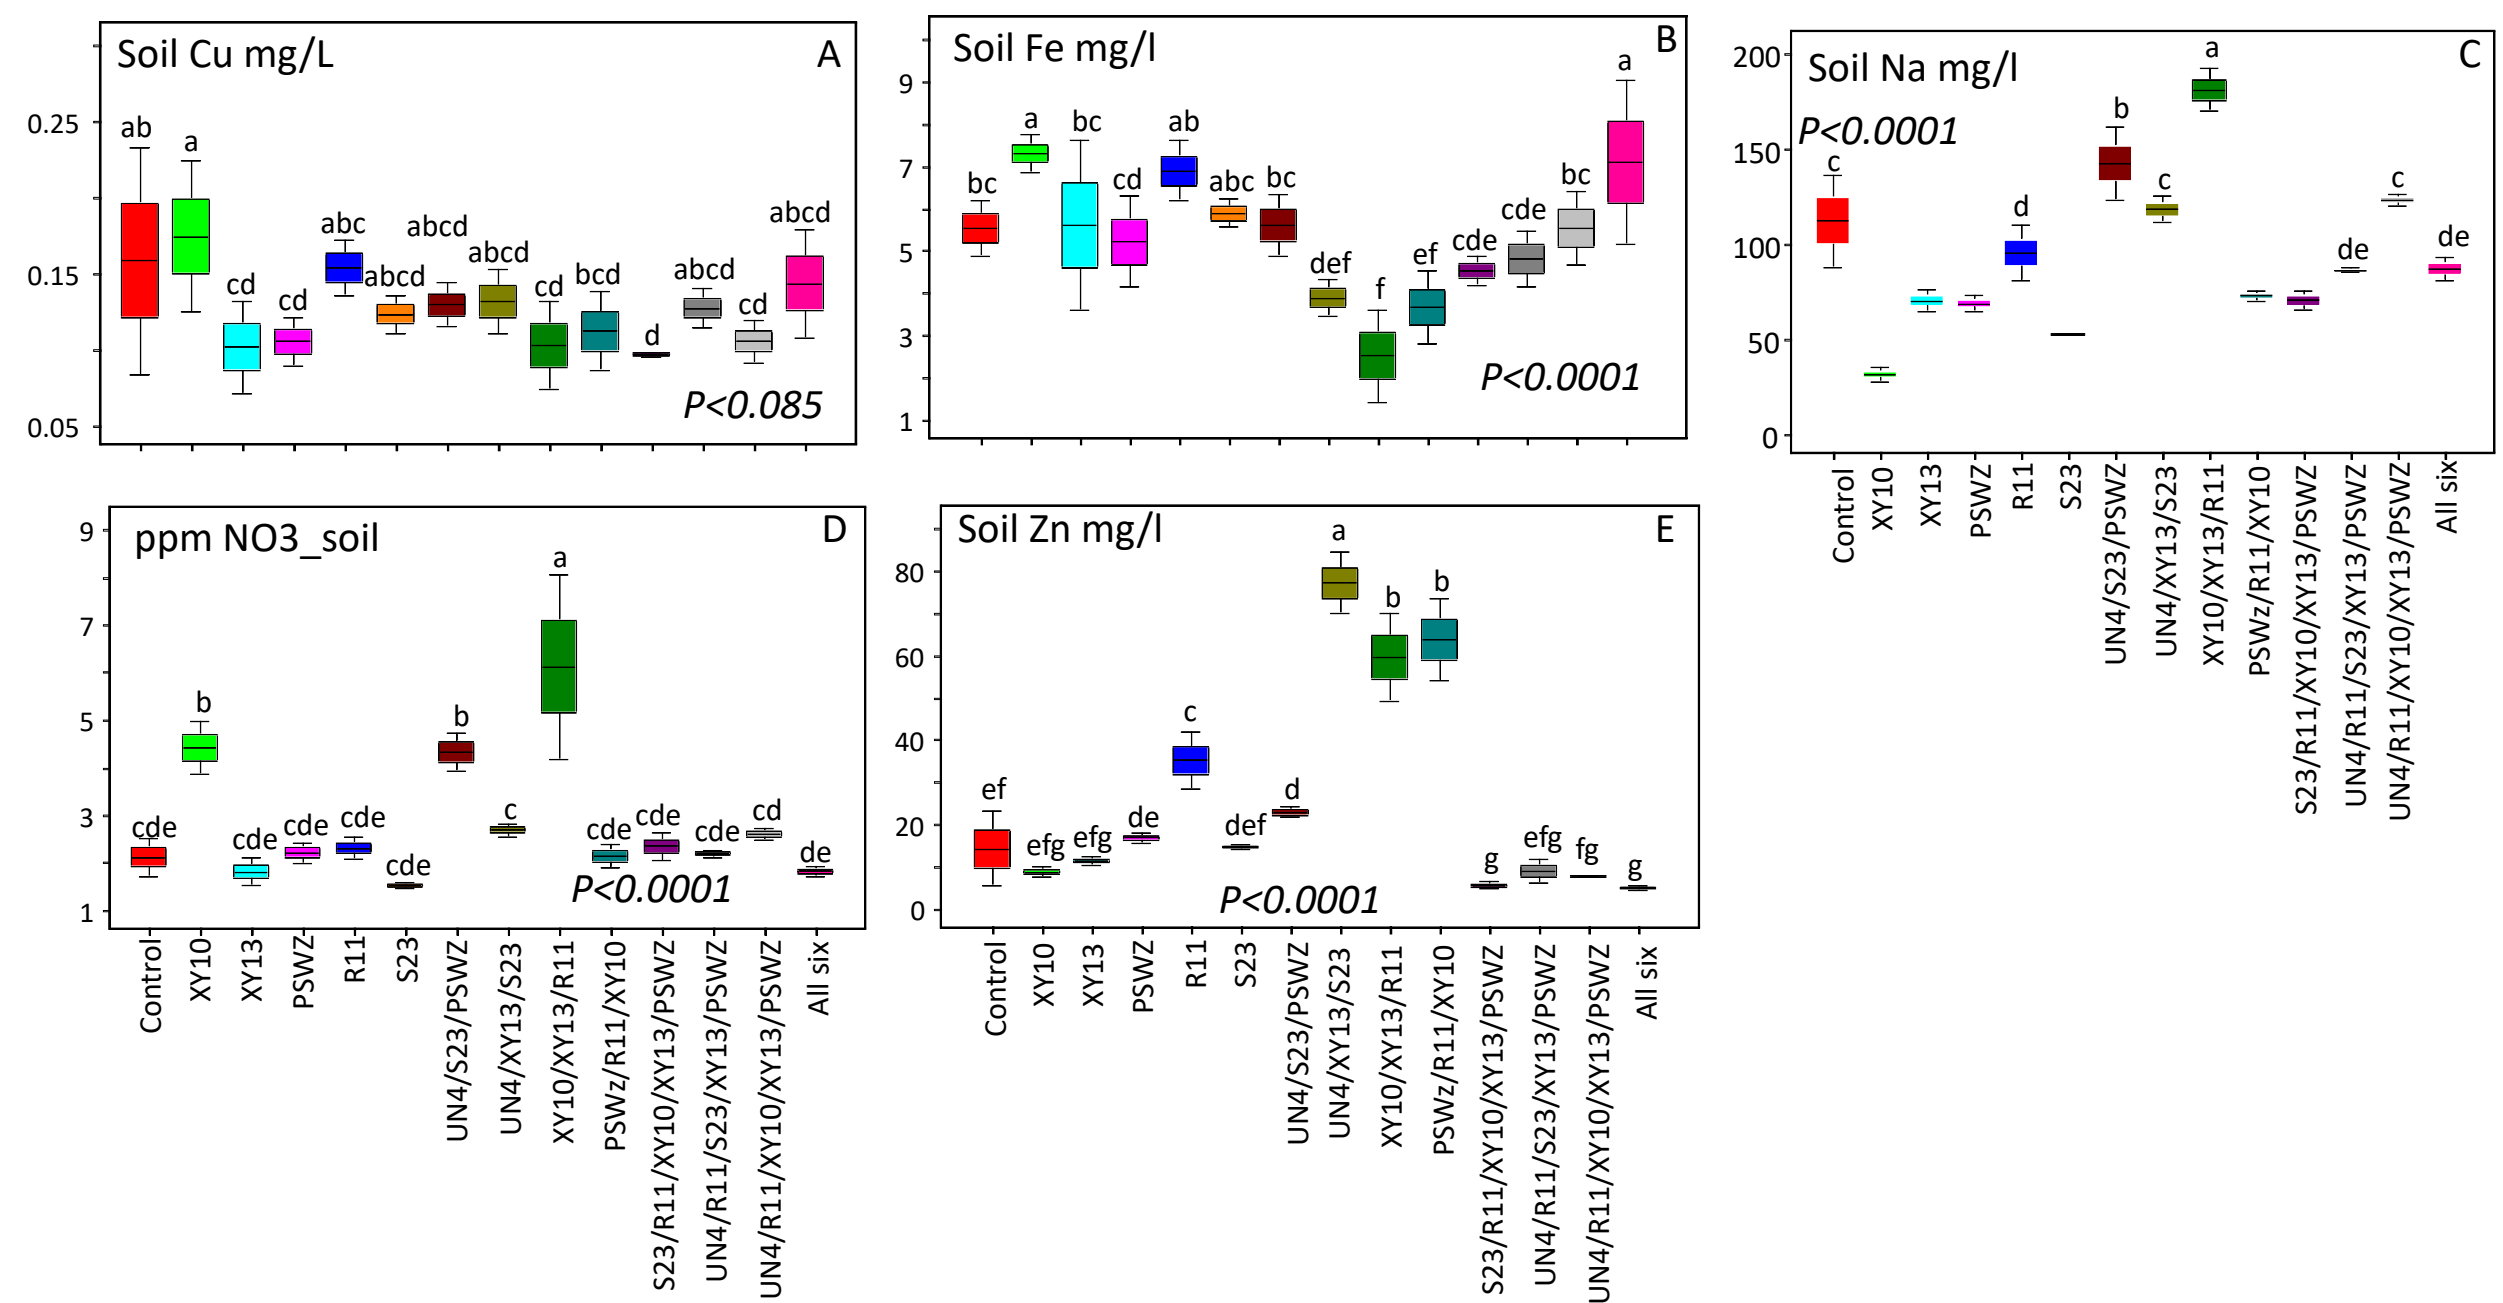 Soil Cu mg/L
A
0.25
0.15
0.05
ab
a
cd
cd
abc
abcd
abcd
abcd
cd
bcd
d
abcd
cd
abcd
P<0.085
Soil Fe mg/l
B
9
7
5
3
1
bc
a
bc
cd
ab
abc
bc
def
f
ef
cde
cde
bc
a
P<0.0001
Soil Na mg/l
C
200
150
100
50
0
P<0.0001
c
d
b
c
a
de
c
de
Control
XY10
XY13
PSWZ
R11
S23
UN4/S23/PSWZ
UN4/XY13/S23
XY10/XY13/R11
PSWz/R11/XY10
S23/R11/XY10/XY13/PSWZ
UN4/R11/S23/XY13/PSWZ
UN4/R11/XY10/XY13/PSWZ
All six
ppm NO3_soil
D
9
7
5
3
1
cde
b
cde
cde
cde
cde
b
c
a
cde
cde
cde
cd
de
P<0.0001
Control
XY10
XY13
PSWZ
R11
S23
UN4/S23/PSWZ
UN4/XY13/S23
XY10/XY13/R11
PSWz/R11/XY10
S23/R11/XY10/XY13/PSWZ
UN4/R11/S23/XY13/PSWZ
UN4/R11/XY10/XY13/PSWZ
All six
Soil Zn mg/l
E
80
60
40
20
0
ef
efg
efg
de
c
def
d
a
b
b
g
efg
fg
g
P<0.0001
Control
XY10
XY13
PSWZ
R11
S23
UN4/S23/PSWZ
UN4/XY13/S23
XY10/XY13/R11
PSWz/R11/XY10
S23/R11/XY10/XY13/PSWZ
UN4/R11/S23/XY13/PSWZ
UN4/R11/XY10/XY13/PSWZ
All six